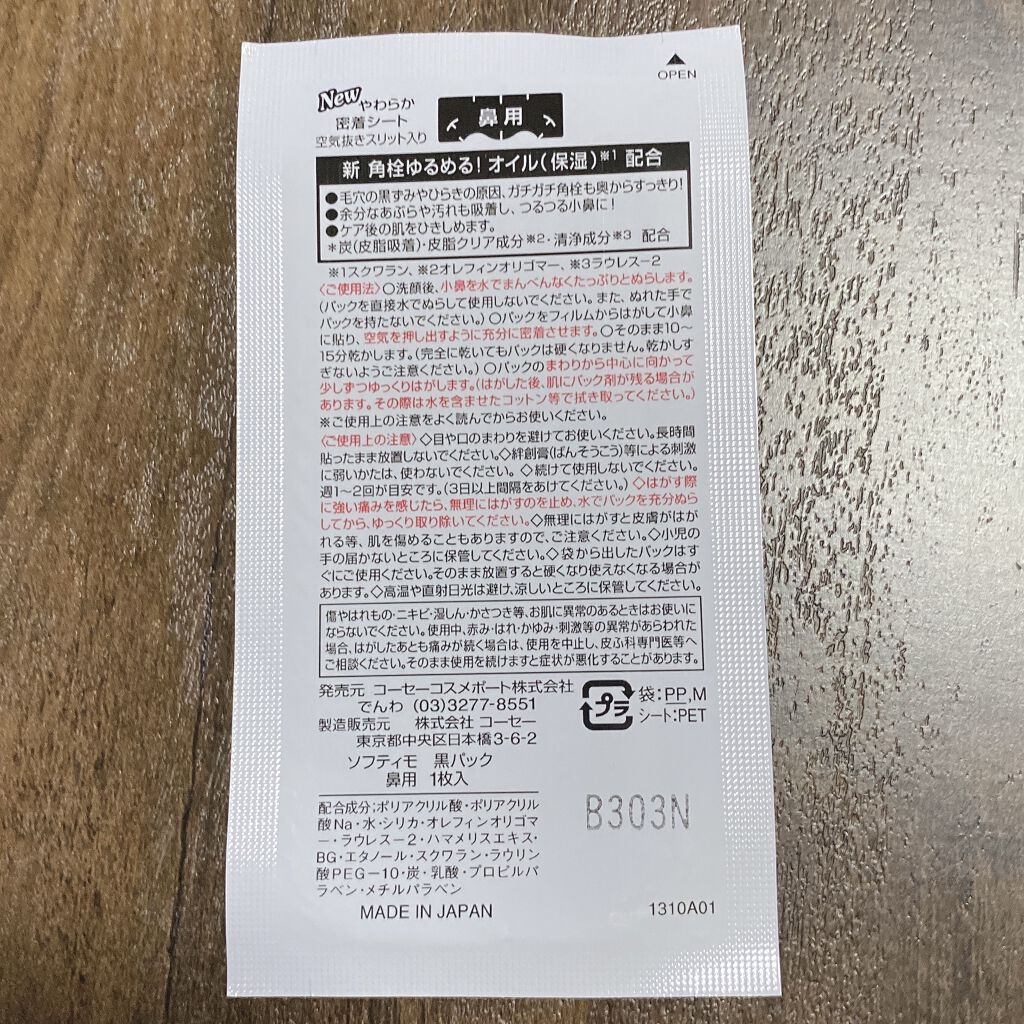 OPEN
New やわらか
密着シート
空気抜きスリット入り
鼻用
新 角栓ゆるめる!オイル(保湿)※1 配合
●毛穴の黒ずみやひらきの原因、ガチガチ角栓も奥からすっきり!
●余分なあぶらや汚れも吸着し、つるつる小鼻に!
●ケア後の肌をひきしめます。
*炭(皮脂吸着)・皮脂クリア成分※2・清浄成分※3 配合
※1スクワラン、※2オレフィンオリゴマー、※3ラウレス-2
〈ご使用法〉○洗顔後、小鼻を水でまんべんなくたっぷりとぬらします。
(パックを直接水でぬらして使用しないでください。また、ぬれた手で
パックを持たないでください。)○パックをフィルムからはがして小鼻
に貼り、空気を押し出すように充分に密着させます。○そのまま10～
15分乾かします。(完全に乾いてもパックは硬くなりません。乾かしす
ぎないようご注意ください。)○パックのまわりから中心に向かって
少しずつゆっくりはがします。(はがした後、肌にパック剤が残る場合が
あります。その際は水を含ませたコットン等で拭き取ってください。)
※ご使用上の注意をよく読んでからお使いください。
〈ご使用上の注意〉◇目や口のまわりを避けてお使いください。長時間
貼ったまま放置しないでください。◇絆創膏(ばんそうこう)等による刺激
に弱いかたは、使わないでください。◇続けて使用しないでください。
週1～2回が目安です。(3日以上間隔をあけてください。)◇はがす際
に強い痛みを感じたら、無理にはがすのを止め、水でパックを充分ぬら
してから、ゆっくり取り除いてください。◇無理にはがすと皮膚がはが
れる等、肌を傷めることもありますので、ご注意ください。◇小児の
手の届かないところに保管してください。◇袋から出したパックはす
ぐにご使用ください。そのまま放置すると硬くなり使えなくなる場合が
あります。◇高温や直射日光は避け、涼しいところに保管してください。
傷やはれもの・ニキビ・湿しん・かさつき等、お肌に異常のあるときはお使いに
ならないでください。使用中、赤み・はれ・かゆみ・刺激等の異常があらわれた
場合、はがしたあとも痛みが続く場合は、使用を中止し、皮ふ科専門医等へ
ご相談ください。そのまま使用を続けますと症状が悪化することがあります。
発売元 コーセーコスメポート株式会社
でんわ (03)3277-8551
製造販売元 株式会社 コーセー
東京都中央区日本橋3-6-2
ソフティモ 黒パック
鼻用 1枚入
プラ
袋:PP,M
シート:PET
配合成分;ポリアクリル酸・ポリアクリル
酸Na・水・シリカ・オレフィンオリゴマ
ー・ラウレス-2・ハマメリスエキス・
BG・エタノール・スクワラン・ラウリン
酸PEG-10・炭・乳酸・プロピルパ
ラベン・メチルパラベン
B303N
MADE IN JAPAN
1310A01